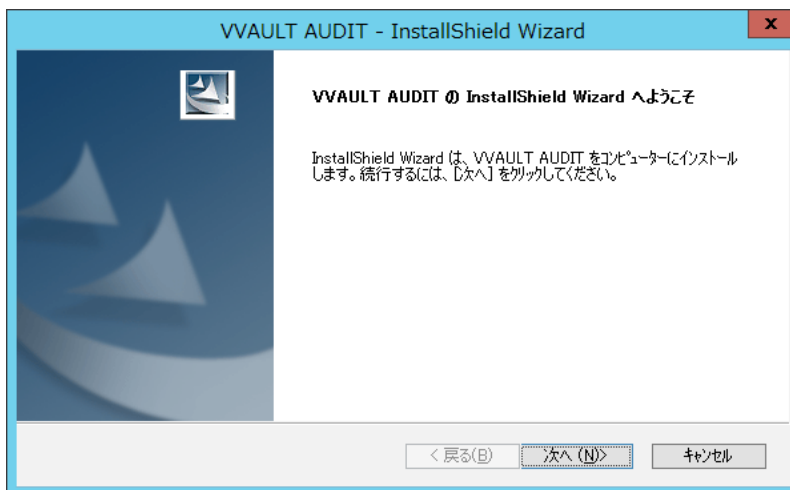 VVAULT AUDIT - InstallShield Wizard
x
VVAULT AUDIT の InstallShield Wizard へようこそ
InstallShield Wizard は、VVAULT AUDIT をコンピューターにインストール
します。続行するには、[次へ] をクリックしてください。
< 戻る(B)
次へ (N)>
キャンセル